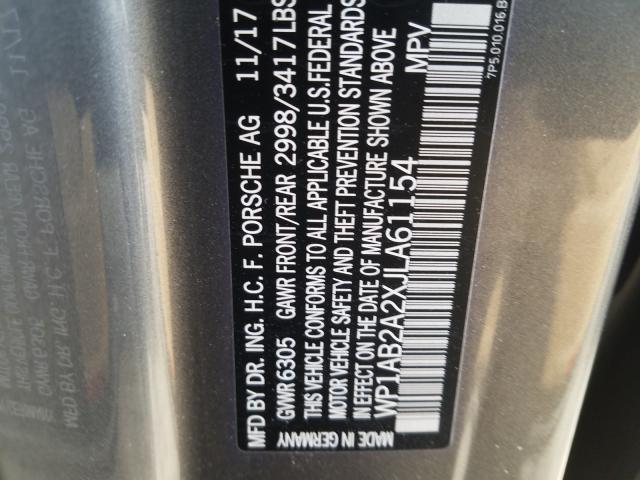 MFD BY DR. ING. H.C. F. PORSCHE AG 11/17
GVWR 6305 GAWR FRONT/REAR 2998/3417 LBS
THIS VEHICLE CONFORMS TO ALL APPLICABLE U.S. FEDERAL
MOTOR VEHICLE SAFETY AND THEFT PREVENTION STANDARDS
IN EFFECT ON THE DATE OF MANUFACTURE SHOWN ABOVE
WP1AB2A2XJLA61154 MPV
MADE IN GERMANY
7P5.010.016.B